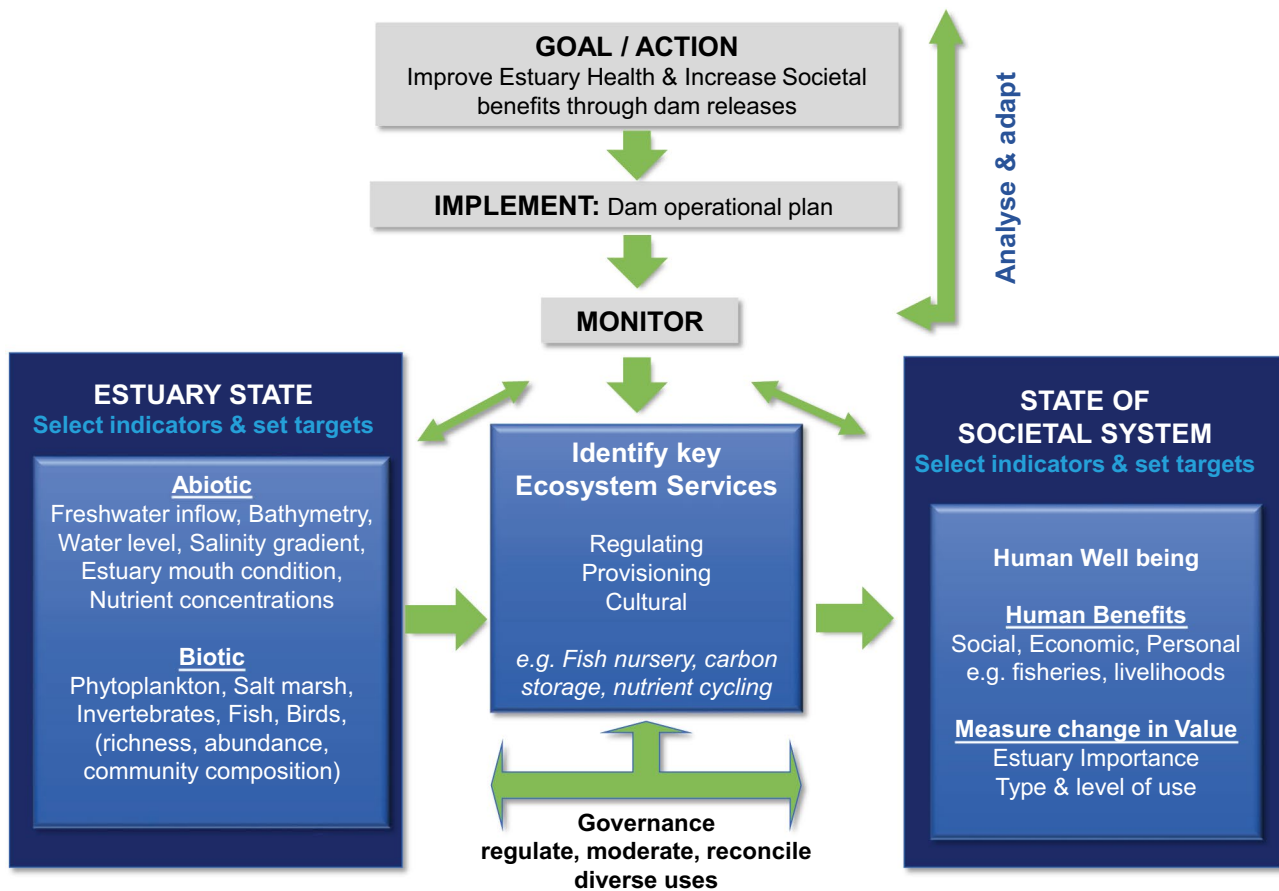 GOAL / ACTION
Improve Estuary Health & Increase Societal
benefits through dam releases
Analyse & adapt
IMPLEMENT: Dam operational plan
MONITOR
ESTUARY STATE
Select indicators & set targets
Abiotic
Freshwater inflow, Bathymetry,
Water level, Salinity gradient,
Estuary mouth condition,
Nutrient concentrations
Biotic
Phytoplankton, Salt marsh,
Invertebrates, Fish, Birds,
(richness, abundance,
community composition)
Identify key
Ecosystem Services
Regulating
Provisioning
Cultural
e.g. Fish nursery, carbon
storage, nutrient cycling
STATE OF
SOCIETAL SYSTEM
Select indicators & set targets
Human Well being
Human Benefits
Social, Economic, Personal
e.g. fisheries, livelihoods
Measure change in Value
Estuary Importance
Type & level of use
Governance
regulate, moderate, reconcile
diverse uses